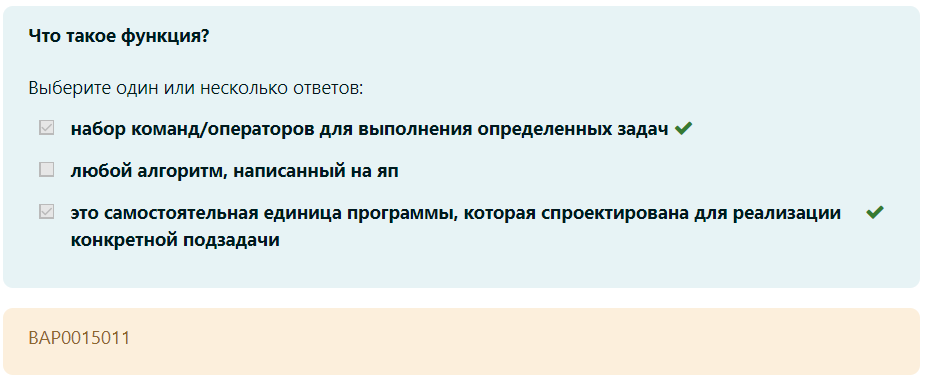 Что такое функция?
Выберите один или несколько ответов:
набор команд/операторов для выполнения определенных задач
любой алгоритм, написанный на яп
это самостоятельная единица программы, которая спроектирована для реализации
конкретной подзадачи
ВАР0015011